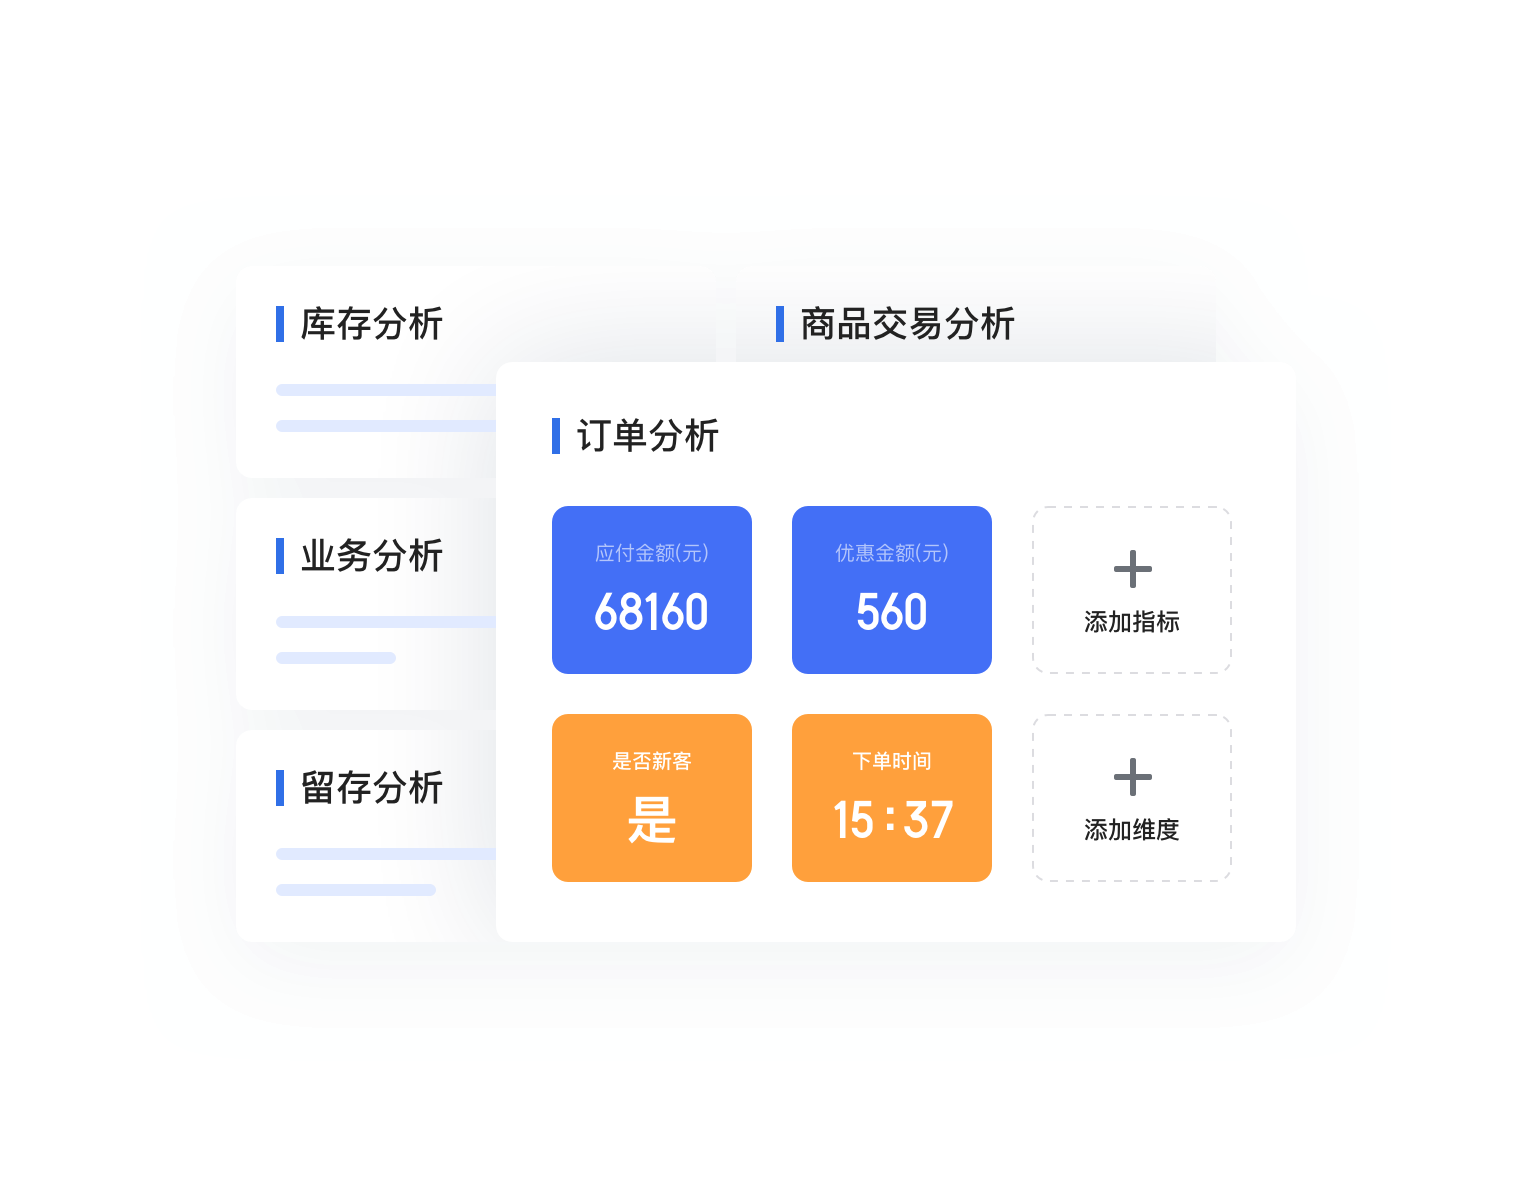 库存分析
商品交易分析
业务分析
留存分析
订单分析
应付金额(元)
68160
优惠金额(元)
560
添加指标
是否新客
是
下单时间
15:37
添加维度